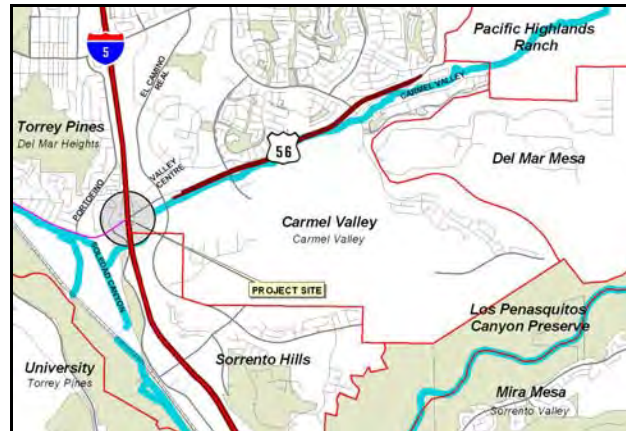 Pacific Highlands
Ranch
5
EL CAMINO
REAL
CARMEL VALLEY
Torrey Pines
Del Mar Heights
56
Del Mar Mesa
VALLEY
CENTRE
PORTOFINO
Carmel Valley
Carmel Valley
SOLEDAD CANYON
PROJECT SITE
Los Penasquitos
Canyon Preserve
University
Torrey Pines
Sorrento Hills
Mira Mesa
Sorrento Valley